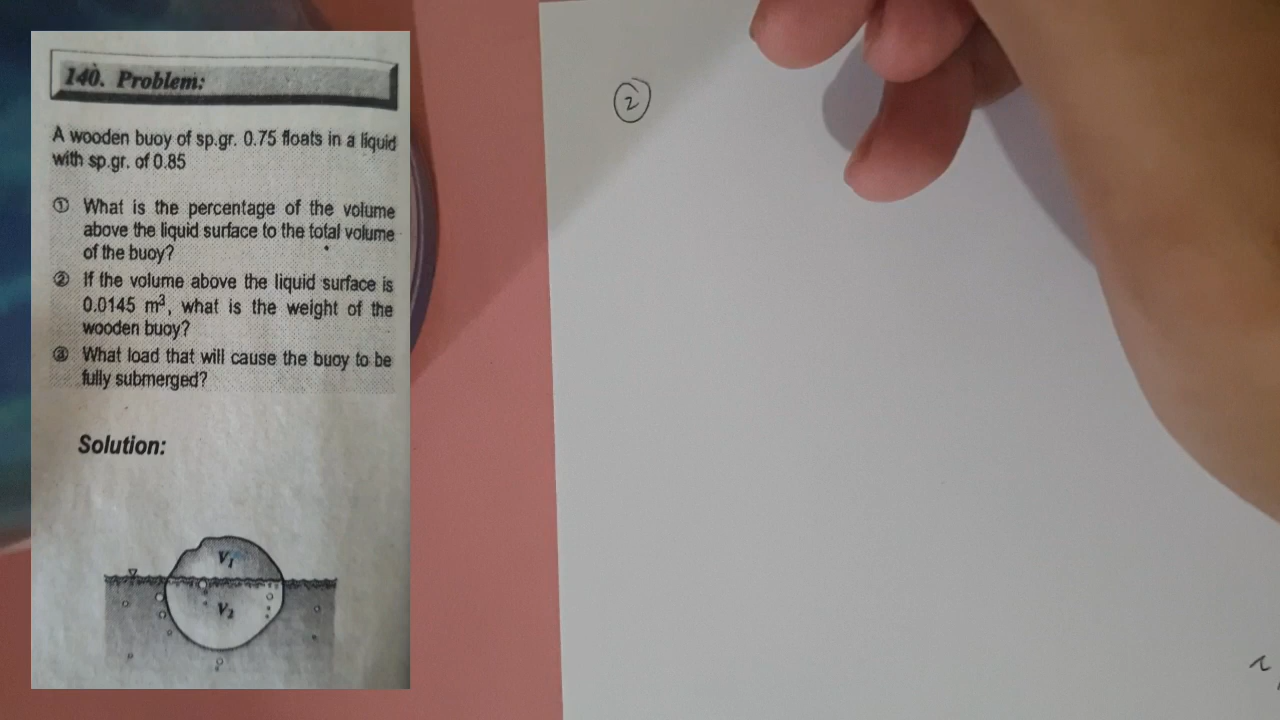 140. Problem:
A wooden buoy of sp.gr. 0.75 floats in a liquid
with sp.gr. of 0.85
① What is the percentage of the volume
above the liquid surface to the total volume
of the buoy?
② If the volume above the liquid surface is
0.0145 m³, what is the weight of the
wooden buoy?
③ What load that will cause the buoy to be
fully submerged?
Solution:
V₁
V₂
②